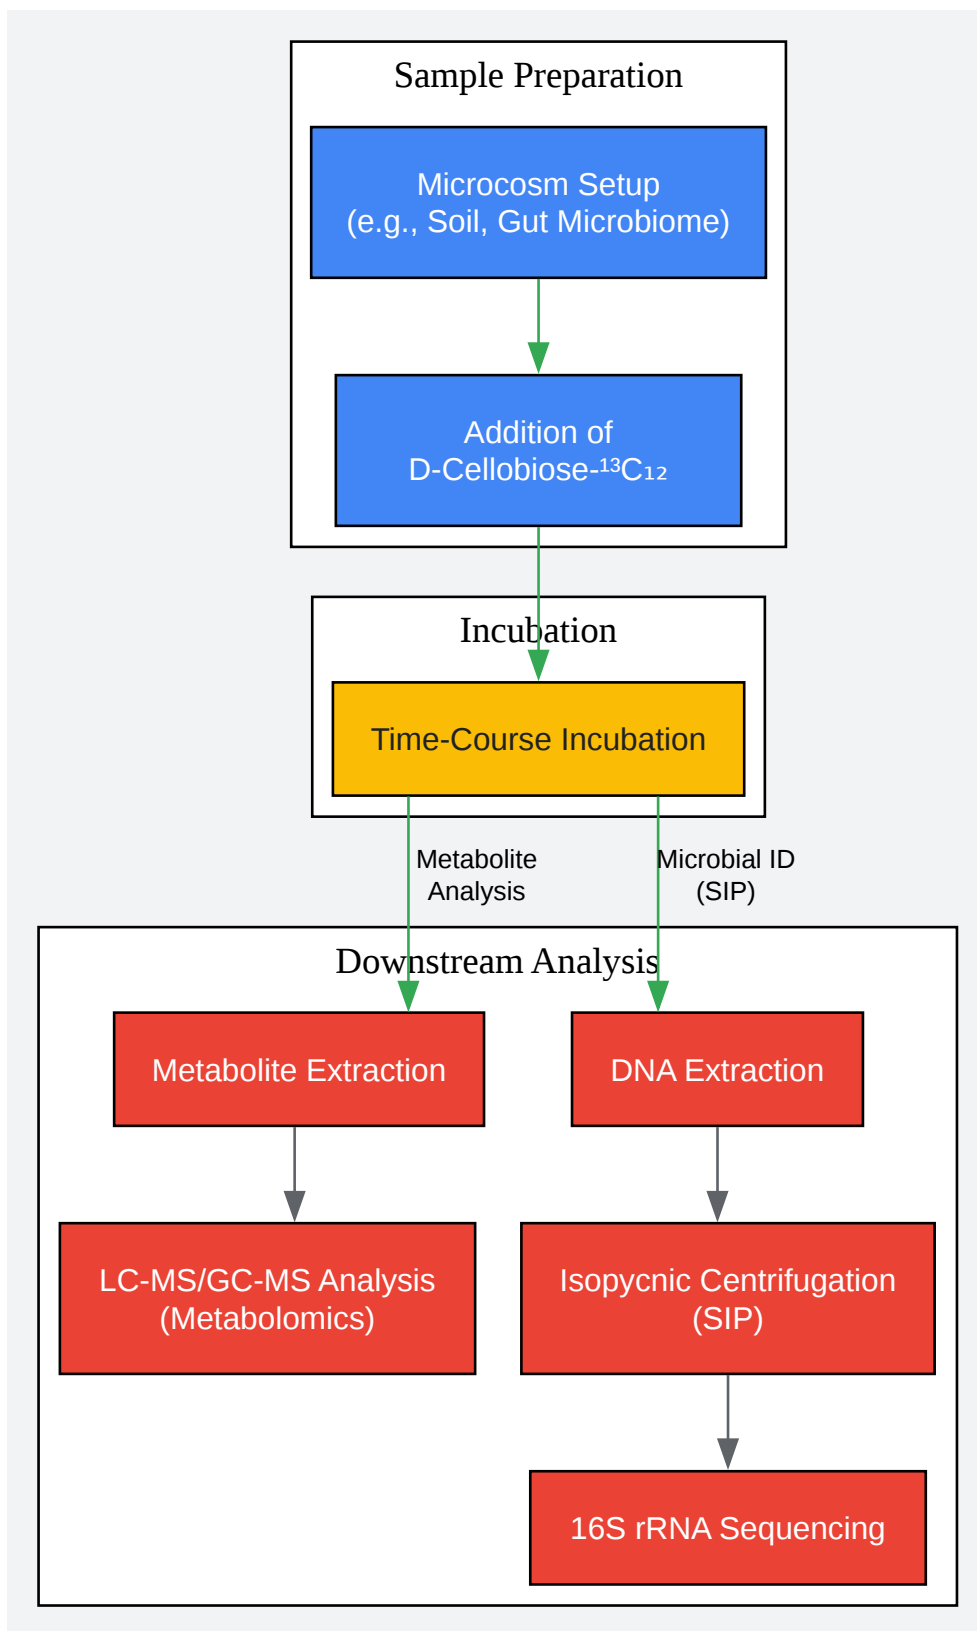 Sample Preparation
Microcosm Setup
(e.g., Soil, Gut Microbiome)
Addition of
D-Cellobiose-¹³C₁₂
Incubation
Time-Course Incubation
Metabolite
Analysis
Microbial ID
(SIP)
Downstream Analysis
Metabolite Extraction
DNA Extraction
LC-MS/GC-MS Analysis
(Metabolomics)
Isopycnic Centrifugation
(SIP)
16S rRNA Sequencing